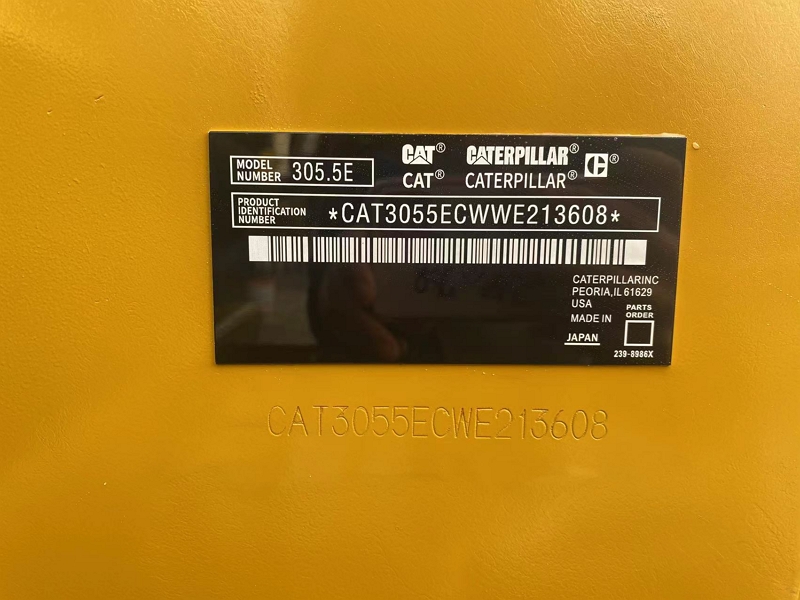 CAT® CATERPILLAR® C®
MODEL NUMBER 305.5E CAT® CATERPILLAR®
PRODUCT IDENTIFICATION NUMBER *CAT3055ECWWE213608*
CATERPILLARINC
PEORIA,IL 61629
USA
PARTS ORDER
MADE IN
JAPAN
239-8986X
CAT3055ECWE213608